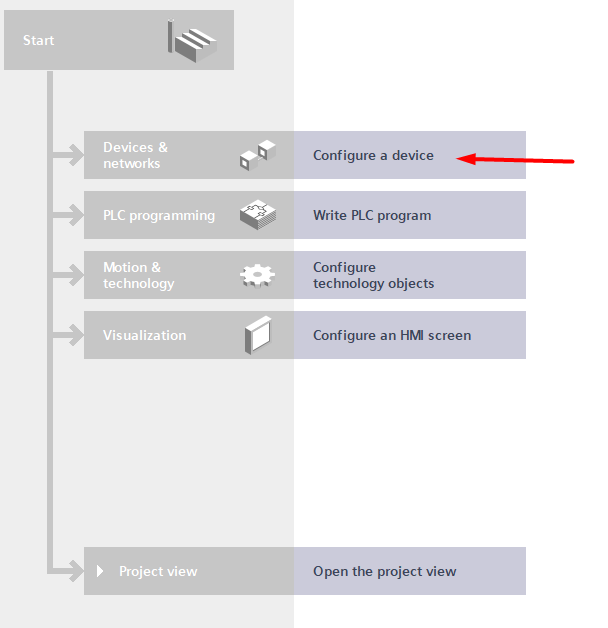 Start
Devices &
networks
Configure a device
PLC programming
Write PLC program
Motion &
technology
Configure
technology objects
Visualization
Configure an HMI screen
Project view
Open the project view